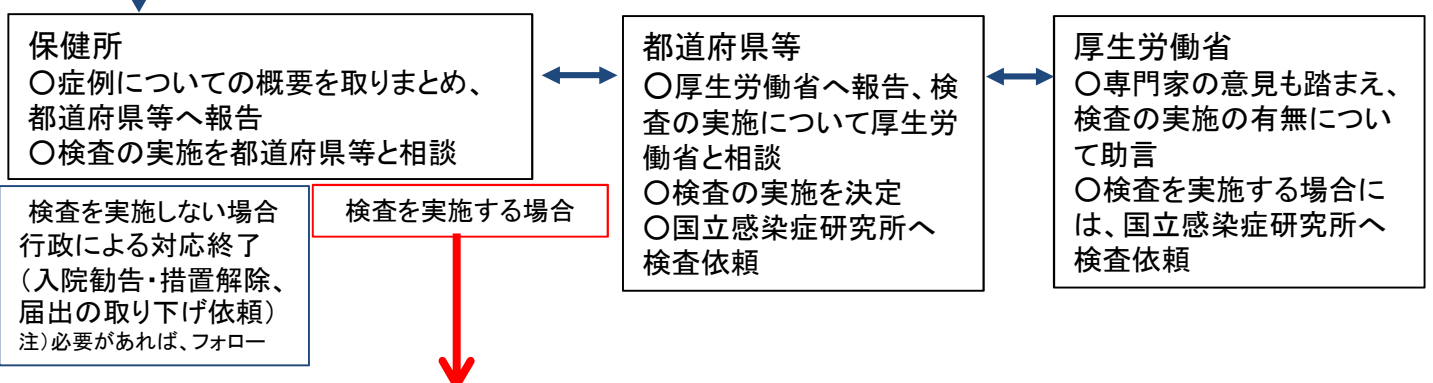 保健所
〇症例についての概要を取りまとめ、
都道府県等へ報告
〇検査の実施を都道府県等と相談
都道府県等
〇厚生労働省へ報告、検
査の実施について厚生労
働省と相談
〇検査の実施を決定
〇国立感染症研究所へ
検査依頼
厚生労働省
〇専門家の意見も踏まえ、
検査の実施の有無につい
て助言
〇検査を実施する場合に
は、国立感染症研究所へ
検査依頼
検査を実施しない場合
行政による対応終了
（入院勧告・措置解除、
届出の取り下げ依頼）
注）必要があれば、フォロー
検査を実施する場合